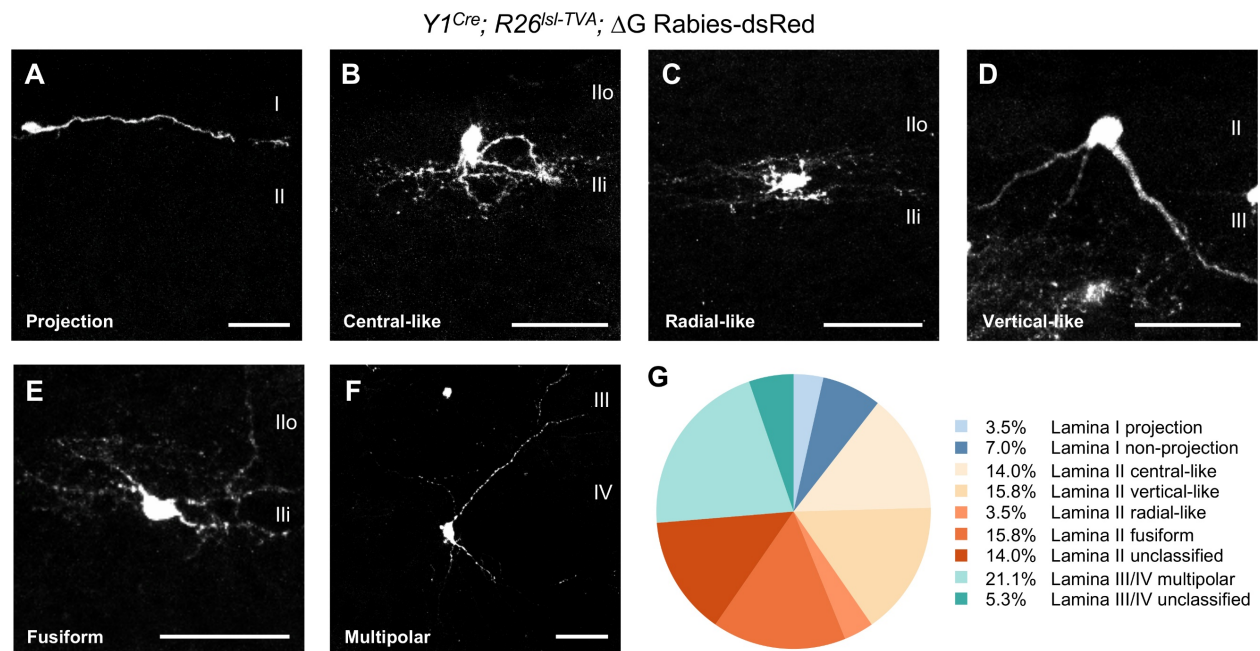 Y1Cre; R26lsl-TVA; ΔG Rabies-dsRed
A
I
II
Projection
B
IIo
IIi
Central-like
C
IIo
IIi
Radial-like
D
II
III
Vertical-like
E
IIo
IIi
Fusiform
F
III
IV
Multipolar
G
3.5% Lamina I projection
7.0% Lamina I non-projection
14.0% Lamina II central-like
15.8% Lamina II vertical-like
3.5% Lamina II radial-like
15.8% Lamina II fusiform
14.0% Lamina II unclassified
21.1% Lamina III/IV multipolar
5.3% Lamina III/IV unclassified